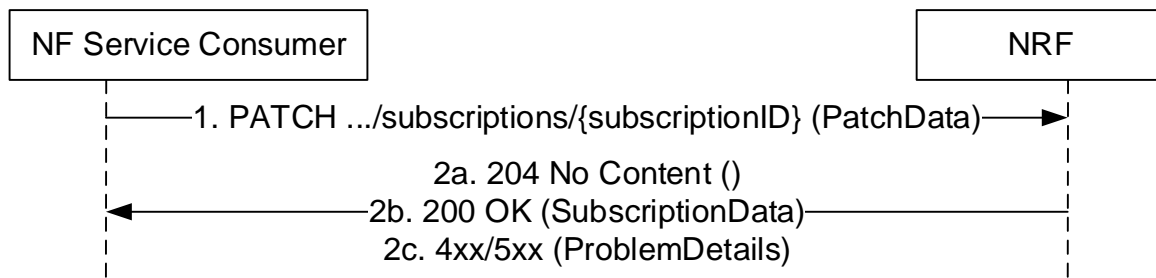 NF Service Consumer
NRF
1. PATCH .../subscriptions/{subscriptionID} (PatchData)
2a. 204 No Content ()
2b. 200 OK (SubscriptionData)
2c. 4xx/5xx (ProblemDetails)